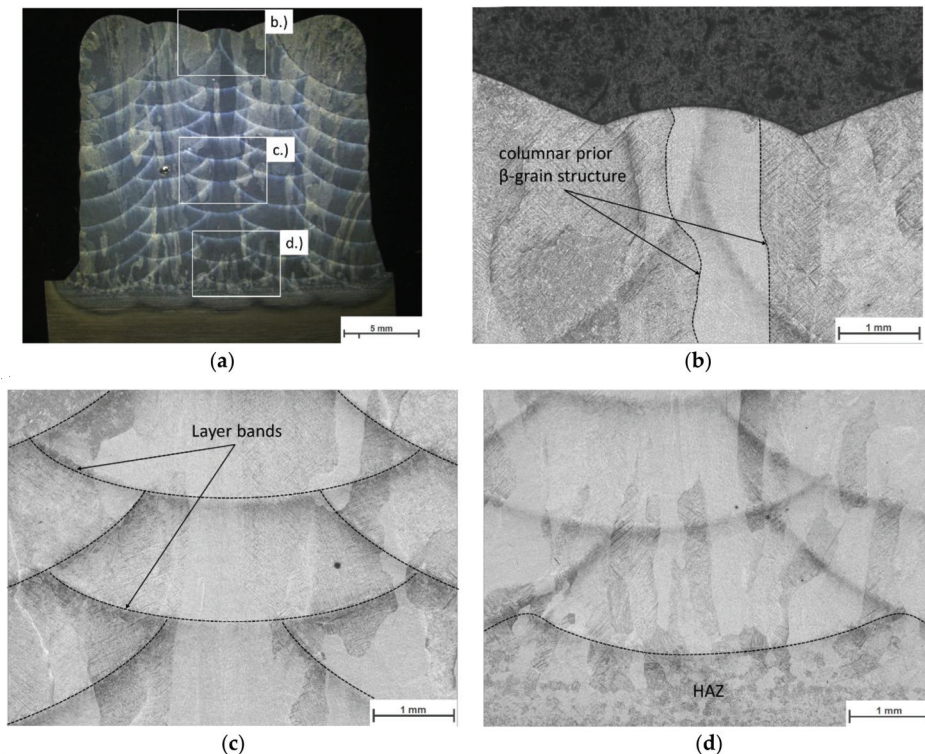 b.)
c.)
d.)
5 mm
(a)
columnar prior
β-grain structure
1 mm
(b)
Layer bands
1 mm
(c)
HAZ
1 mm
(d)